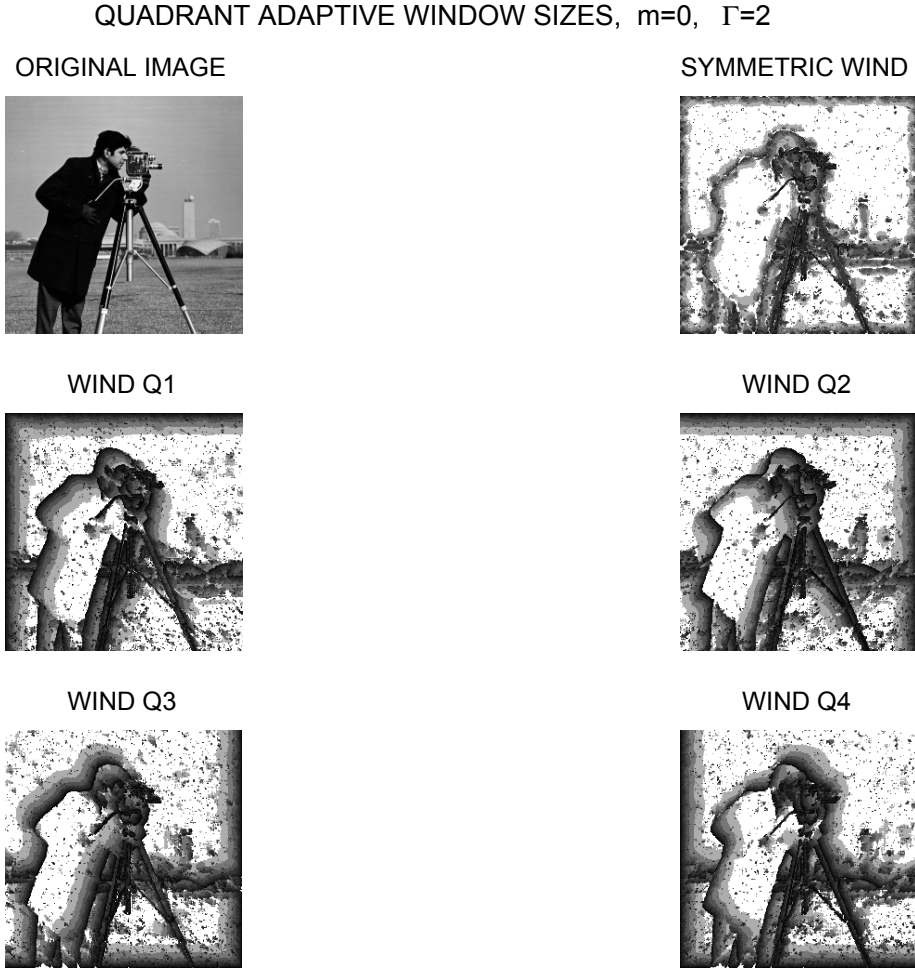 QUADRANT ADAPTIVE WINDOW SIZES, m=0, Γ=2
ORIGINAL IMAGE
SYMMETRIC WIND
WIND Q1
WIND Q2
WIND Q3
WIND Q4